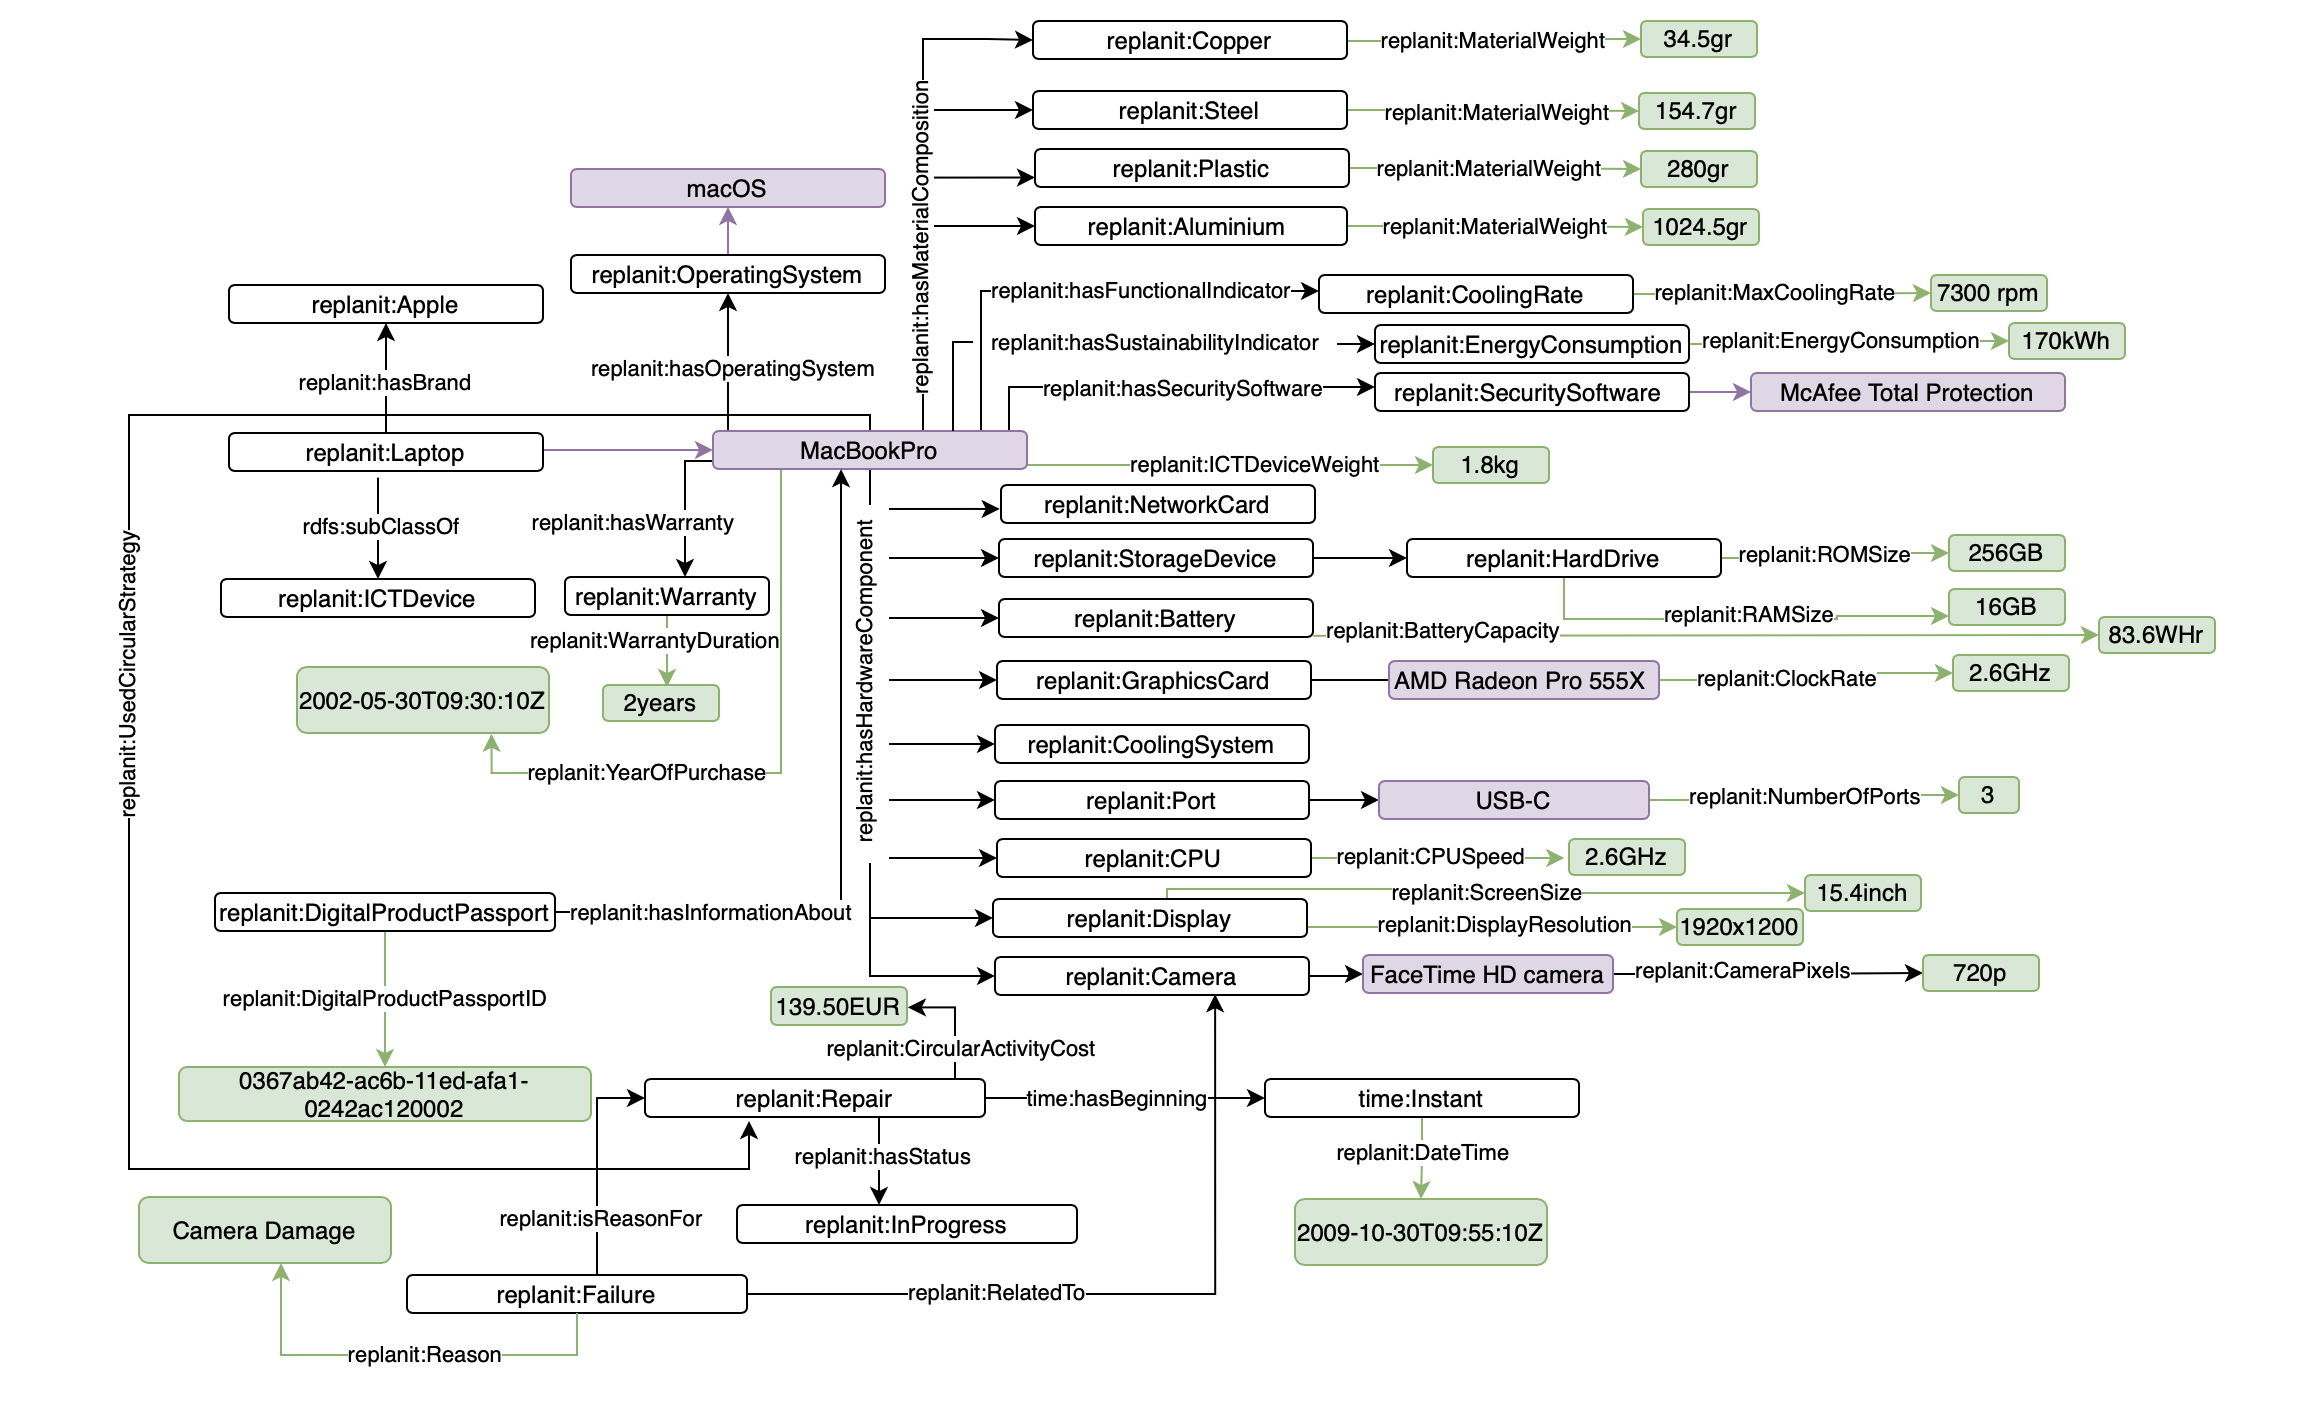 replanit:Copper
replanit:MaterialWeight
34.5gr
replanit:Steel
replanit:MaterialWeight
154.7gr
replanit:Plastic
replanit:MaterialWeight
280gr
replanit:Aluminium
replanit:MaterialWeight
1024.5gr
replanit:hasMaterialComposition
macOS
replanit:OperatingSystem
replanit:hasOperatingSystem
replanit:Apple
replanit:hasBrand
replanit:hasFunctionalIndicator
replanit:CoolingRate
replanit:MaxCoolingRate
7300 rpm
replanit:hasSustainabilityIndicator
replanit:EnergyConsumption
replanit:EnergyConsumption
170kWh
replanit:hasSecuritySoftware
replanit:SecuritySoftware
McAfee Total Protection
replanit:Laptop
MacBookPro
replanit:ICTDeviceWeight
1.8kg
rdfs:subClassOf
replanit:ICTDevice
replanit:hasWarranty
replanit:Warranty
replanit:WarrantyDuration
2years
2002-05-30T09:30:10Z
replanit:YearOfPurchase
replanit:UsedCircularStrategy
replanit:hasHardwareComponent
replanit:NetworkCard
replanit:StorageDevice
replanit:HardDrive
replanit:ROMSize
256GB
replanit:RAMSize
16GB
replanit:Battery
replanit:BatteryCapacity
83.6WHr
replanit:GraphicsCard
AMD Radeon Pro 555X
replanit:ClockRate
2.6GHz
replanit:CoolingSystem
replanit:Port
USB-C
replanit:NumberOfPorts
3
replanit:CPU
replanit:CPUSpeed
2.6GHz
replanit:Display
replanit:ScreenSize
15.4inch
replanit:DisplayResolution
1920x1200
replanit:Camera
FaceTime HD camera
replanit:CameraPixels
720p
replanit:DigitalProductPassport
replanit:hasInformationAbout
replanit:DigitalProductPassportID
0367ab42-ac6b-11ed-afa1-
0242ac120002
139.50EUR
replanit:CircularActivityCost
replanit:Repair
time:hasBeginning
time:Instant
replanit:DateTime
2009-10-30T09:55:10Z
replanit:hasStatus
replanit:InProgress
replanit:isReasonFor
Camera Damage
replanit:Failure
replanit:RelatedTo
replanit:Reason